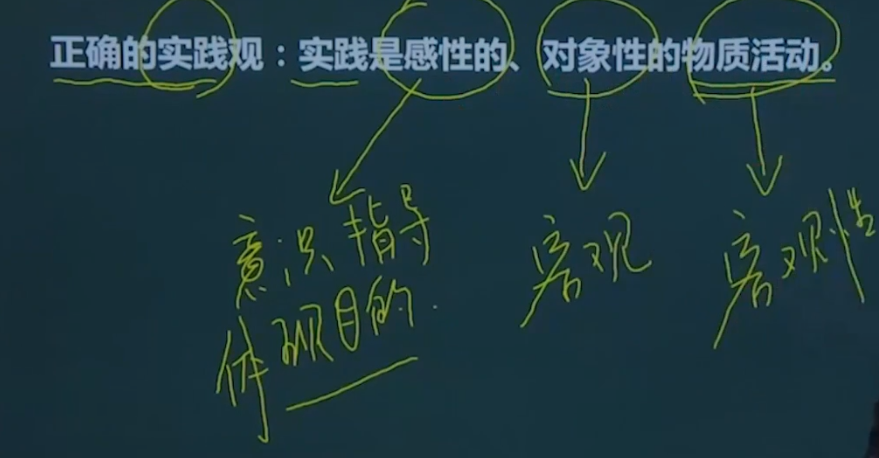 正确的实践观：实践是感性的、对象性的物质活动。
意识指导
体现目的.
客观
客观性